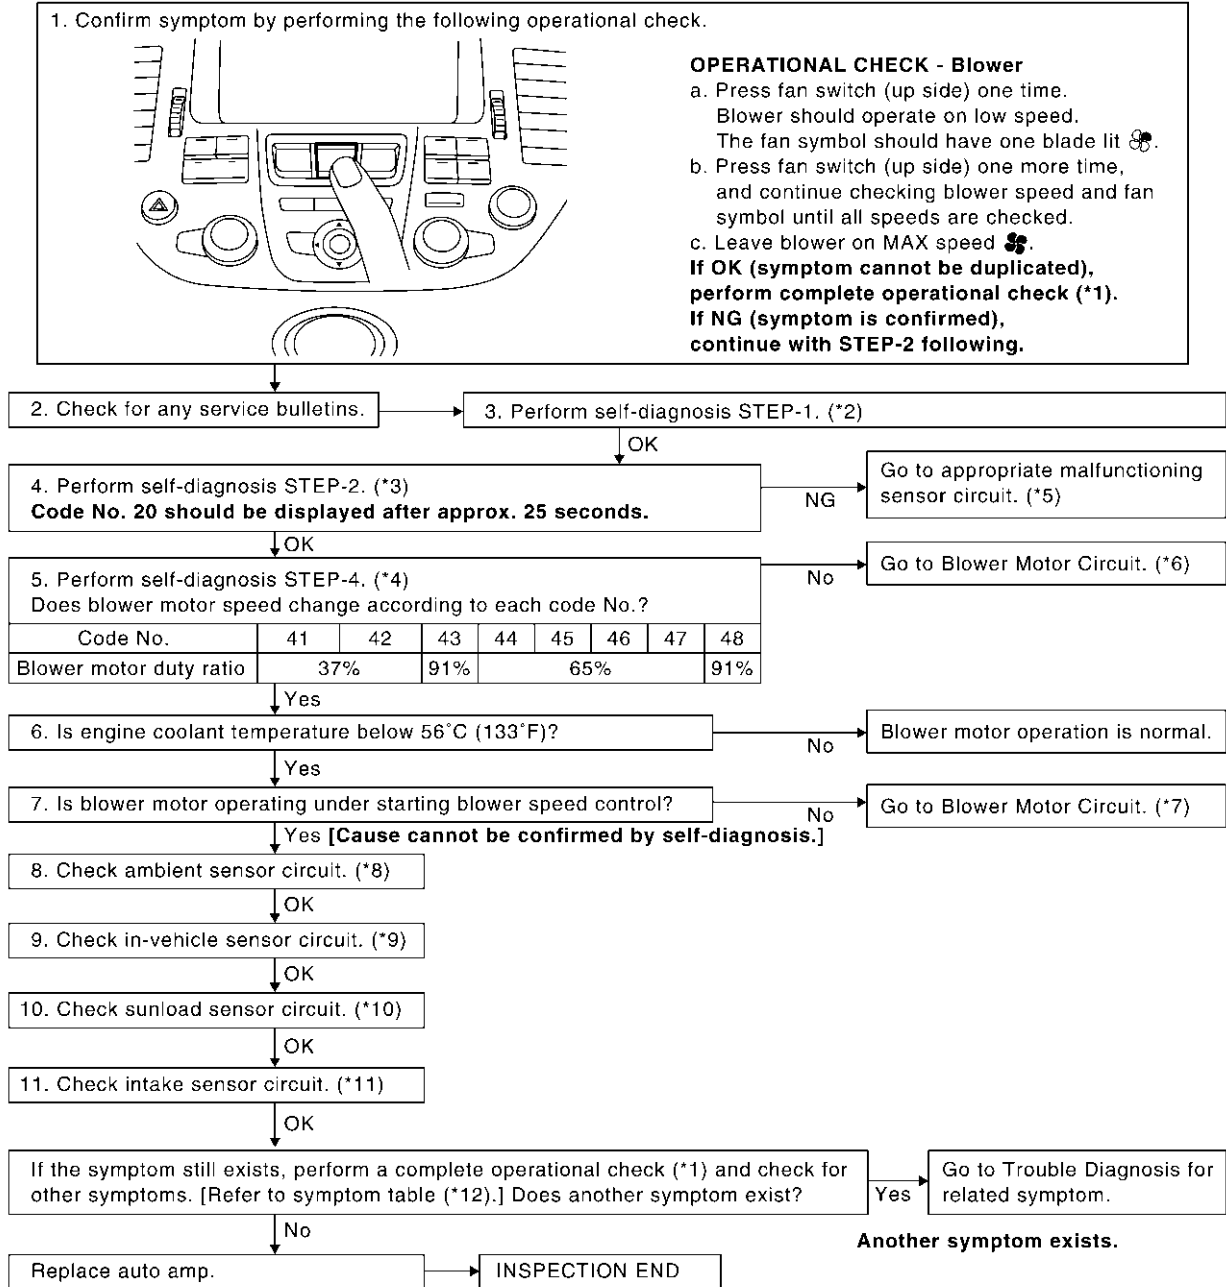 1. Confirm symptom by performing the following operational check.
OPERATIONAL CHECK - Blower
a. Press fan switch (up side) one time.
Blower should operate on low speed.
The fan symbol should have one blade lit .
b. Press fan switch (up side) one more time,
and continue checking blower speed and fan
symbol until all speeds are checked.
c. Leave blower on MAX speed .
If OK (symptom cannot be duplicated),
perform complete operational check (*1).
If NG (symptom is confirmed),
continue with STEP-2 following.
2. Check for any service bulletins.
3. Perform self-diagnosis STEP-1. (*2)
OK
4. Perform self-diagnosis STEP-2. (*3)
Code No. 20 should be displayed after approx. 25 seconds.
NG
Go to appropriate malfunctioning
sensor circuit. (*5)
OK
5. Perform self-diagnosis STEP-4. (*4)
Does blower motor speed change according to each code No.?
No
Go to Blower Motor Circuit. (*6)
Code No. 41 42 43 44 45 46 47 48
Blower motor duty ratio 37% 91% 65% 91%
Yes
6. Is engine coolant temperature below 56°C (133°F)?
No
Blower motor operation is normal.
Yes
7. Is blower motor operating under starting blower speed control?
No
Go to Blower Motor Circuit. (*7)
Yes [Cause cannot be confirmed by self-diagnosis.]
8. Check ambient sensor circuit. (*8)
OK
9. Check in-vehicle sensor circuit. (*9)
OK
10. Check sunload sensor circuit. (*10)
OK
11. Check intake sensor circuit. (*11)
OK
If the symptom still exists, perform a complete operational check (*1) and check for
other symptoms. [Refer to symptom table (*12).] Does another symptom exist?
Yes
Go to Trouble Diagnosis for
related symptom.
Another symptom exists.
No
Replace auto amp.
INSPECTION END